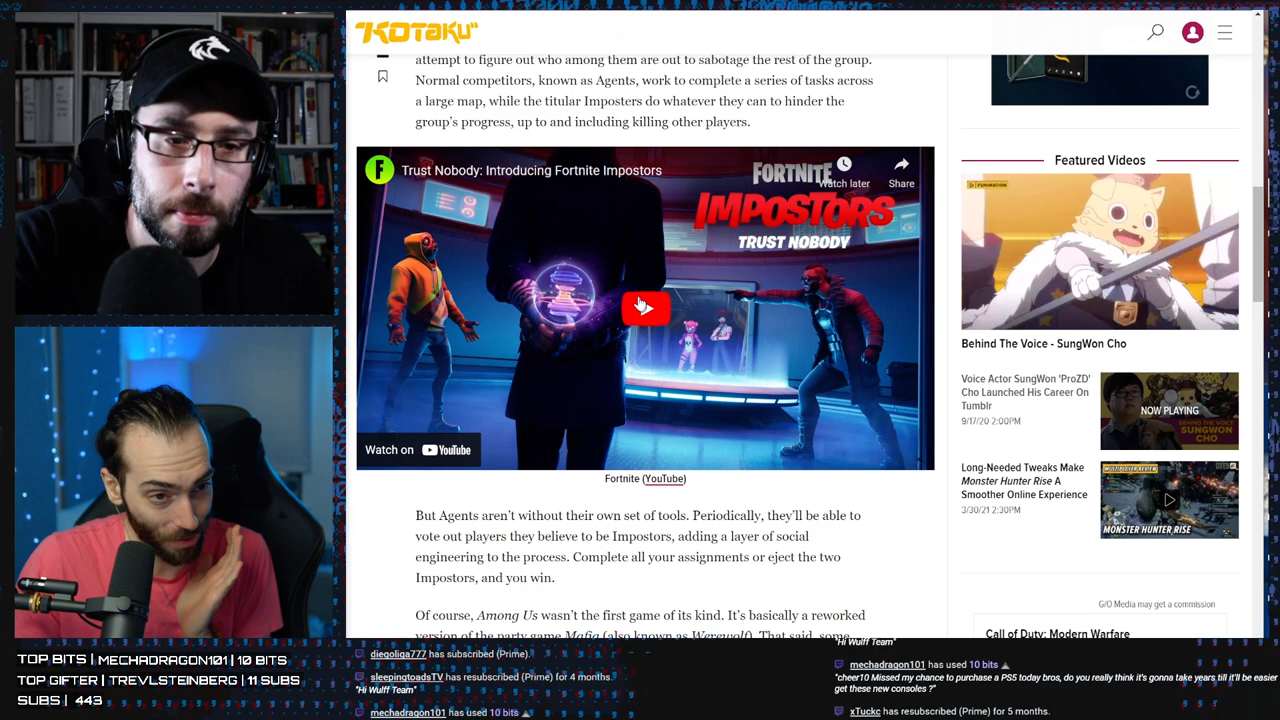 "KOTAKU"
attempt to figure out who among them are out to sabotage the rest of the group.
Normal competitors, known as Agents, work to complete a series of tasks across
a large map, while the titular Imposters do whatever they can to hinder the
group's progress, up to and including killing other players.
Trust Nobody: Introducing Fortnite Impostors
Watch later
Share
FORTNITE
IMPOSTORS
TRUST NOBODY
Watch on YouTube
Fortnite (YouTube)
But Agents aren't without their own set of tools. Periodically, they'll be able to
vote out players they believe to be Impostors, adding a layer of social
engineering to the process. Complete all your assignments or eject the two
Impostors, and you win.
Of course, Among Us wasn't the first game of its kind. It's basically a reworked
version of the party game Mafia (also known as Werewolf). That said, some
Featured Videos
FUNIMATION
Behind The Voice - SungWon Cho
Voice Actor SungWon 'ProZD'
Cho Launched His Career On
Tumblr
9/17/20 2:00PM
NOW PLAYING
BEHIND THE VOICE
SUNGWON
CHO
Long-Needed Tweaks Make
Monster Hunter Rise A
Smoother Online Experience
3/30/21 2:30PM
MULTIPLAYER REVIEW
MONSTER HUNTER RISE
G/O Media may get a commission
Call of Duty: Modern Warfare
TOP BITS | MECHADRAGON101 | 10 BITS
TOP GIFTER | TREVLSTEINBERG | 11 SUBS
SUBS | 443
diegoliga777 has subscribed (Prime).
sleepingtoadsTV has resubscribed (Prime) for 4 months.
"Hi Wulff Team"
mechadragon101 has used 10 bits
"Hi Wulff Team"
mechadragon101 has used 10 bits
"cheer10 Missed my chance to purchase a PS5 today bros, do you really think it's gonna take years till it'll be easier to
get these new consoles ?"
xTuckc has resubscribed (Prime) for 5 months.